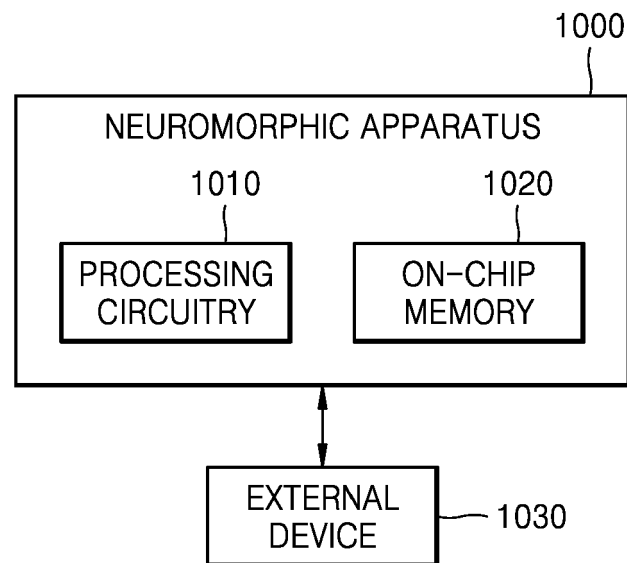 1000
NEUROMORPHIC APPARATUS
1010
1020
PROCESSING
CIRCUITRY
ON-CHIP
MEMORY
EXTERNAL
DEVICE
1030